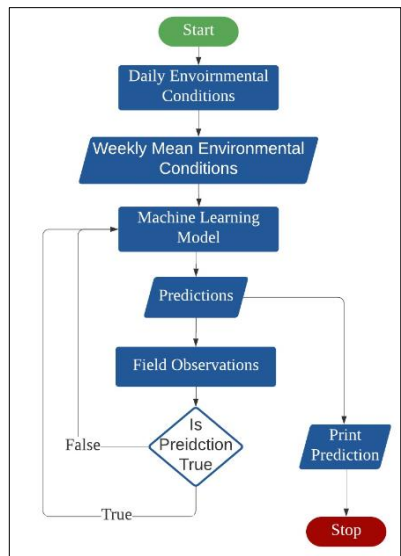 Start
Daily Envoirnmental
Conditions
Weekly Mean Environmental
Conditions
Machine Learning
Model
Predictions
Field Observations
Is
Preidction
True
False
True
Print
Prediction
Stop